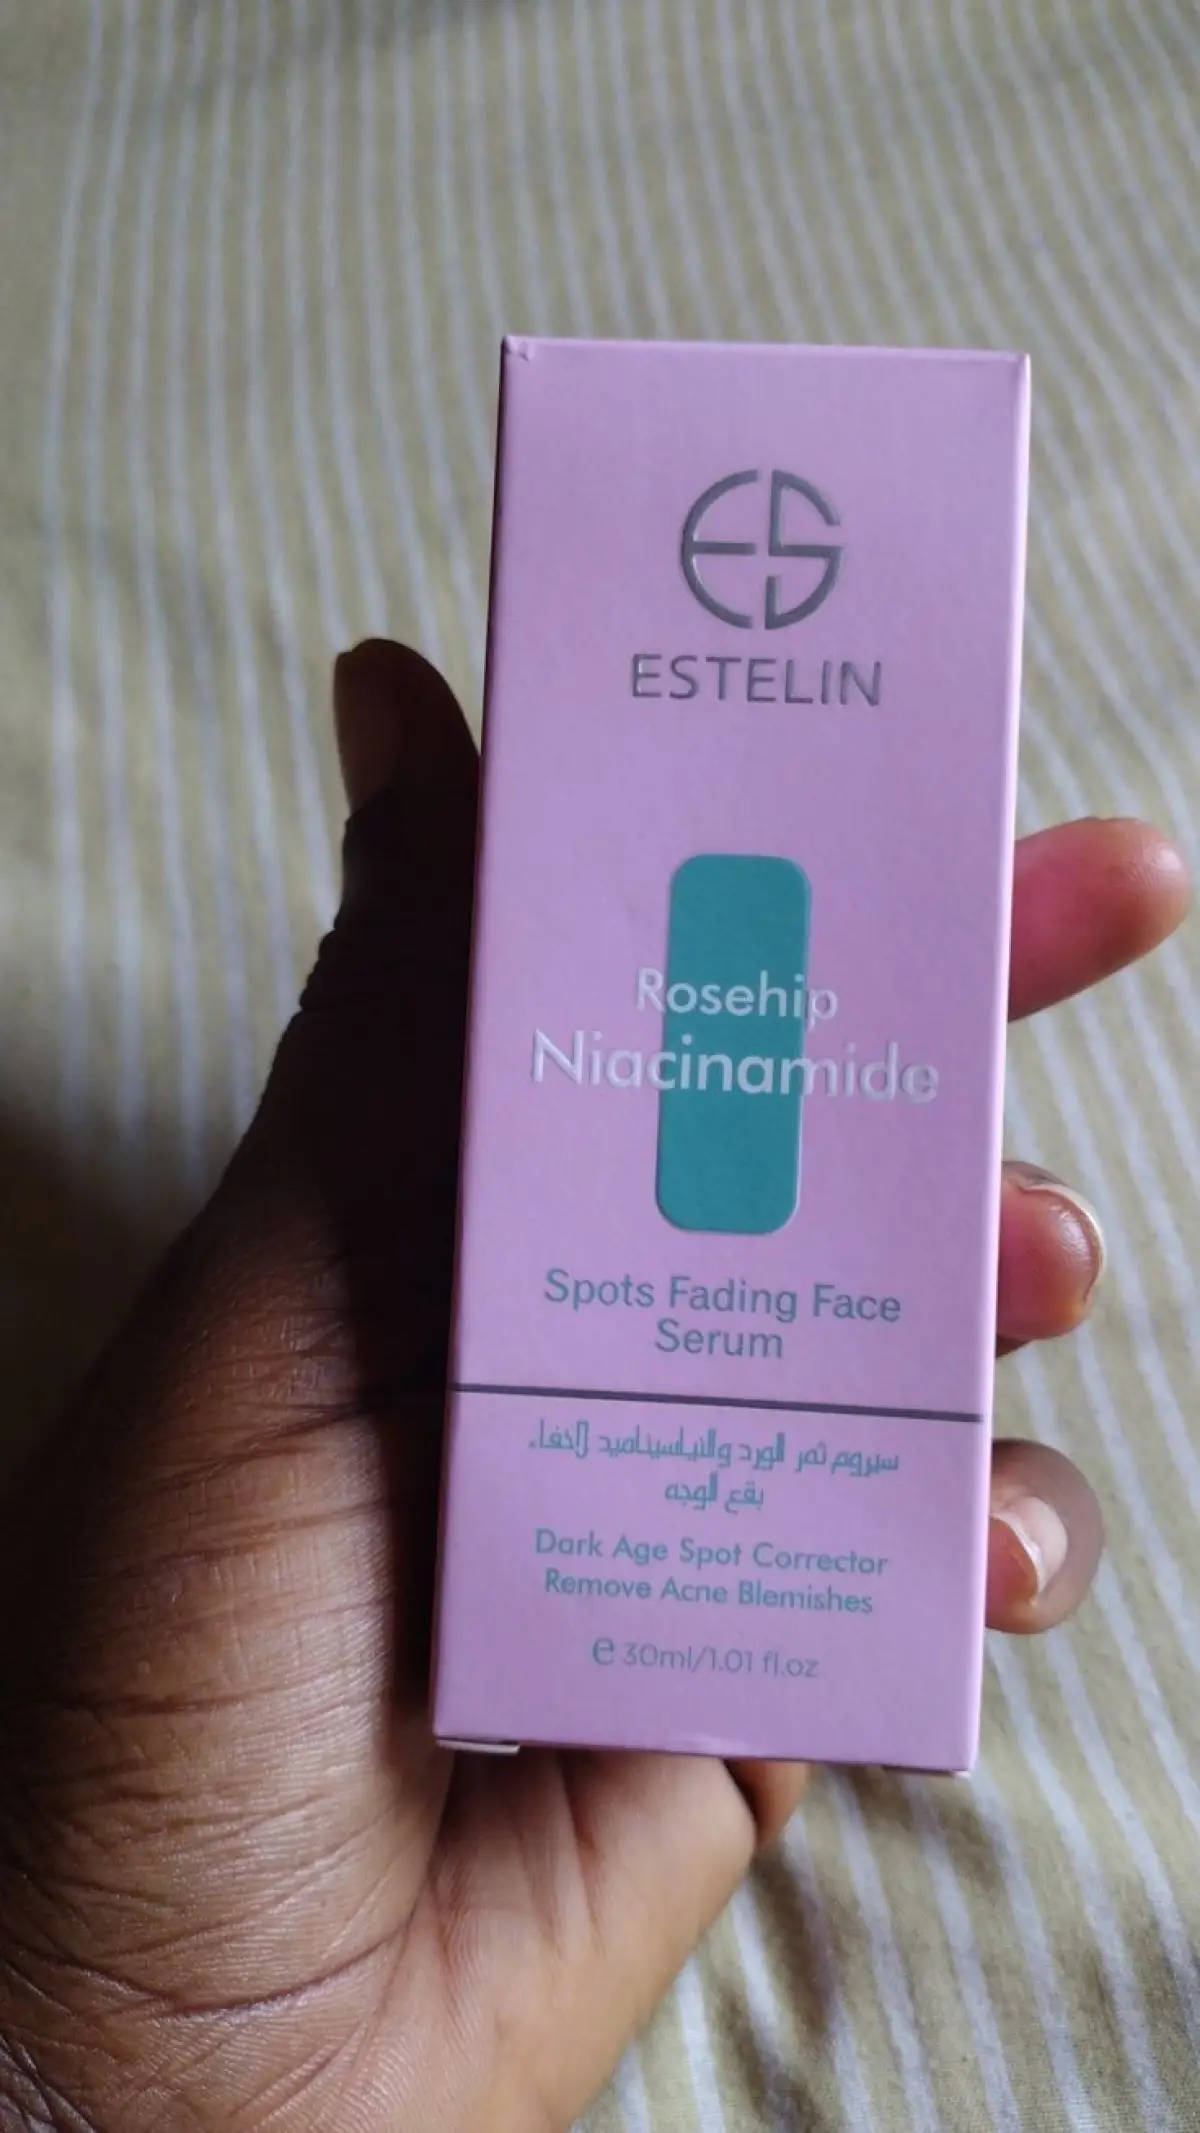 ES
ESTELIN
Rosehip
Niacinamide
Spots Fading Face
Serum
سيروم ثمر الورد والنياسيناميد لإخفاء
بقع الوجه
Dark Age Spot Corrector
Remove Acne Blemishes
e 30ml/1.01 fl.oz